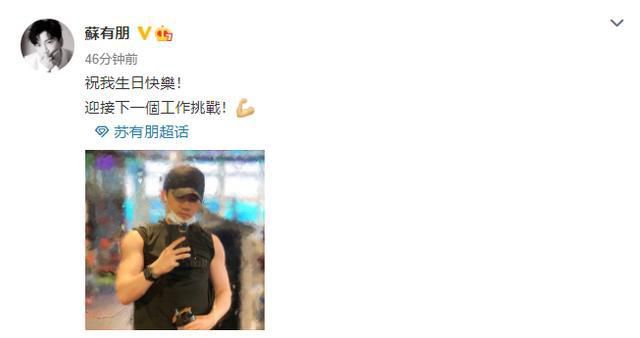 蘇有朋
46分钟前
祝我生日快樂！
迎接下一個工作挑戰！
苏有朋超话